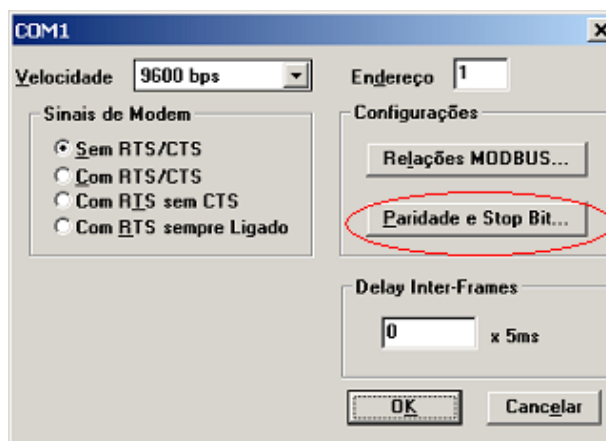 COM1
Velocidade 9600 bps
Endereço 1
Sinais de Modem
Sem RTS/CTS
Com RTS/CTS
Com RTS sem CTS
Com RTS sempre Ligado
Configurações
Relações MODBUS...
Paridade e Stop Bit...
Delay Inter-Frames
0 x 5ms
OK Cancelar